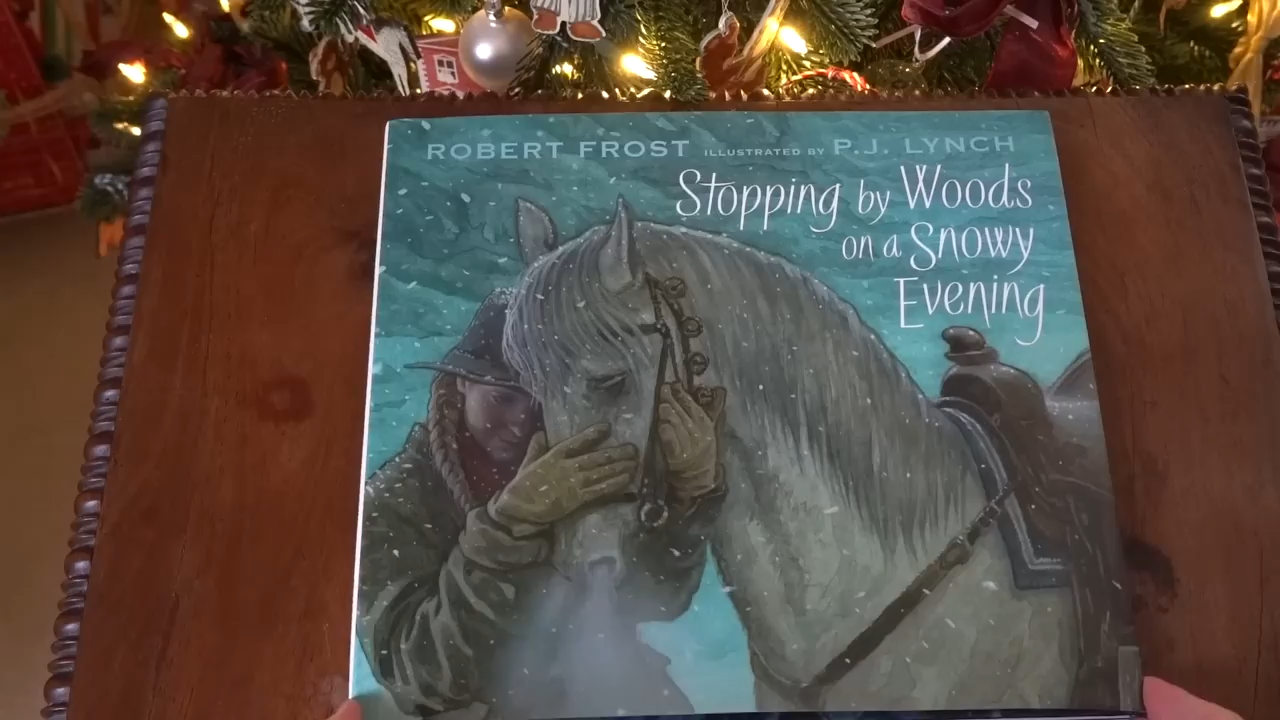 ROBERT FROST ILLUSTRATED BY P.J. LYNCH
Stopping by Woods
on a Snowy
Evening